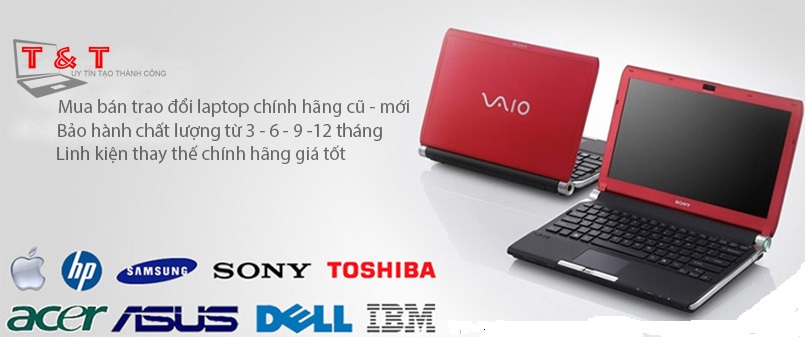 T & T
UY TÍN TẠO THÀNH CÔNG
Mua bán trao đổi laptop chính hãng cũ - mới
Bảo hành chất lượng từ 3 - 6 - 9 -12 tháng
Linh kiện thay thế chính hãng giá tốt
SONY
VAIO
SONY
hp SAMSUNG SONY TOSHIBA
acer ASUS DELL IBM